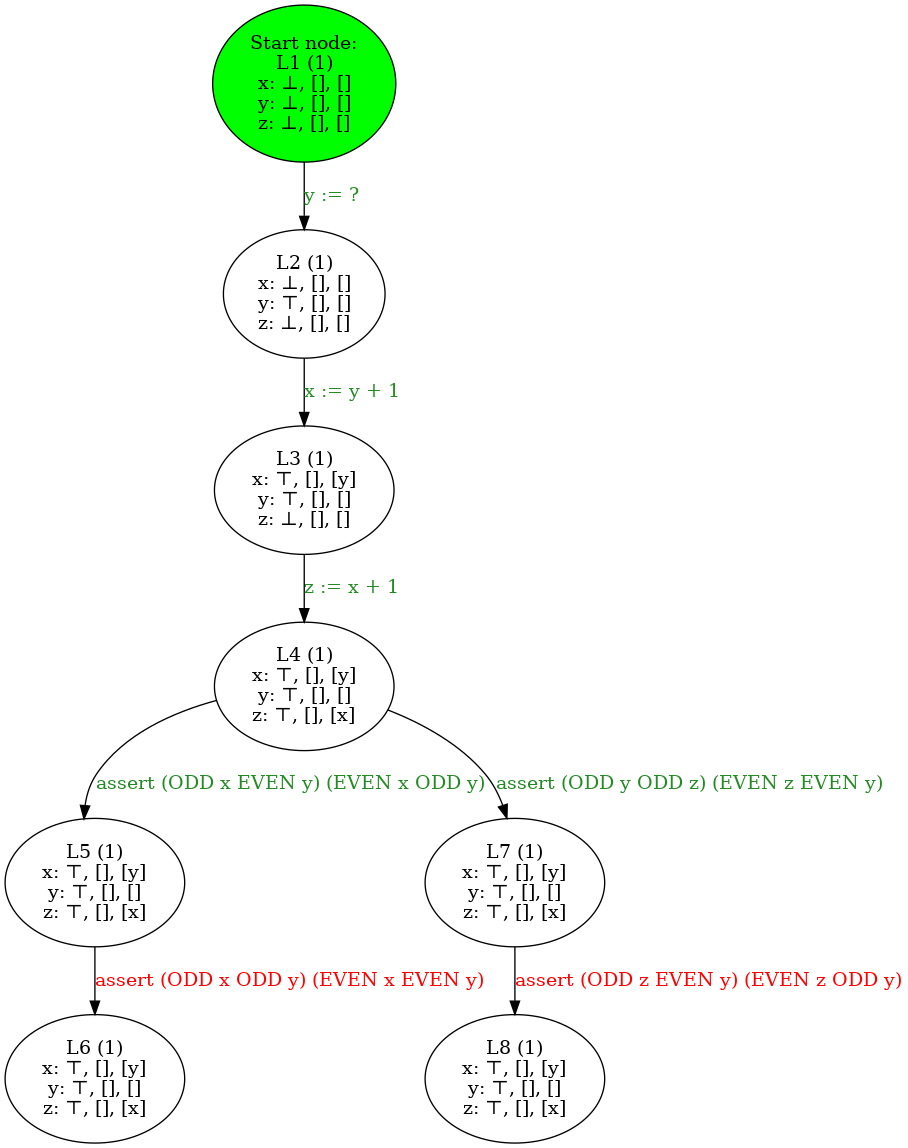 Start node:
L1 (1)
x: ⊥, [], []
y: ⊥, [], []
z: ⊥, [], []
y := ?
L2 (1)
x: ⊥, [], []
y: ⊤, [], []
z: ⊥, [], []
x := y + 1
L3 (1)
x: ⊤, [], [y]
y: ⊤, [], []
z: ⊥, [], []
z := x + 1
L4 (1)
x: ⊤, [], [y]
y: ⊤, [], []
z: ⊤, [], [x]
assert (ODD x EVEN y) (EVEN x ODD y)
assert (ODD y ODD z) (EVEN z EVEN y)
L5 (1)
x: ⊤, [], [y]
y: ⊤, [], []
z: ⊤, [], [x]
L7 (1)
x: ⊤, [], [y]
y: ⊤, [], []
z: ⊤, [], [x]
assert (ODD x ODD y) (EVEN x EVEN y)
assert (ODD z EVEN y) (EVEN z ODD y)
L6 (1)
x: ⊤, [], [y]
y: ⊤, [], []
z: ⊤, [], [x]
L8 (1)
x: ⊤, [], [y]
y: ⊤, [], []
z: ⊤, [], [x]